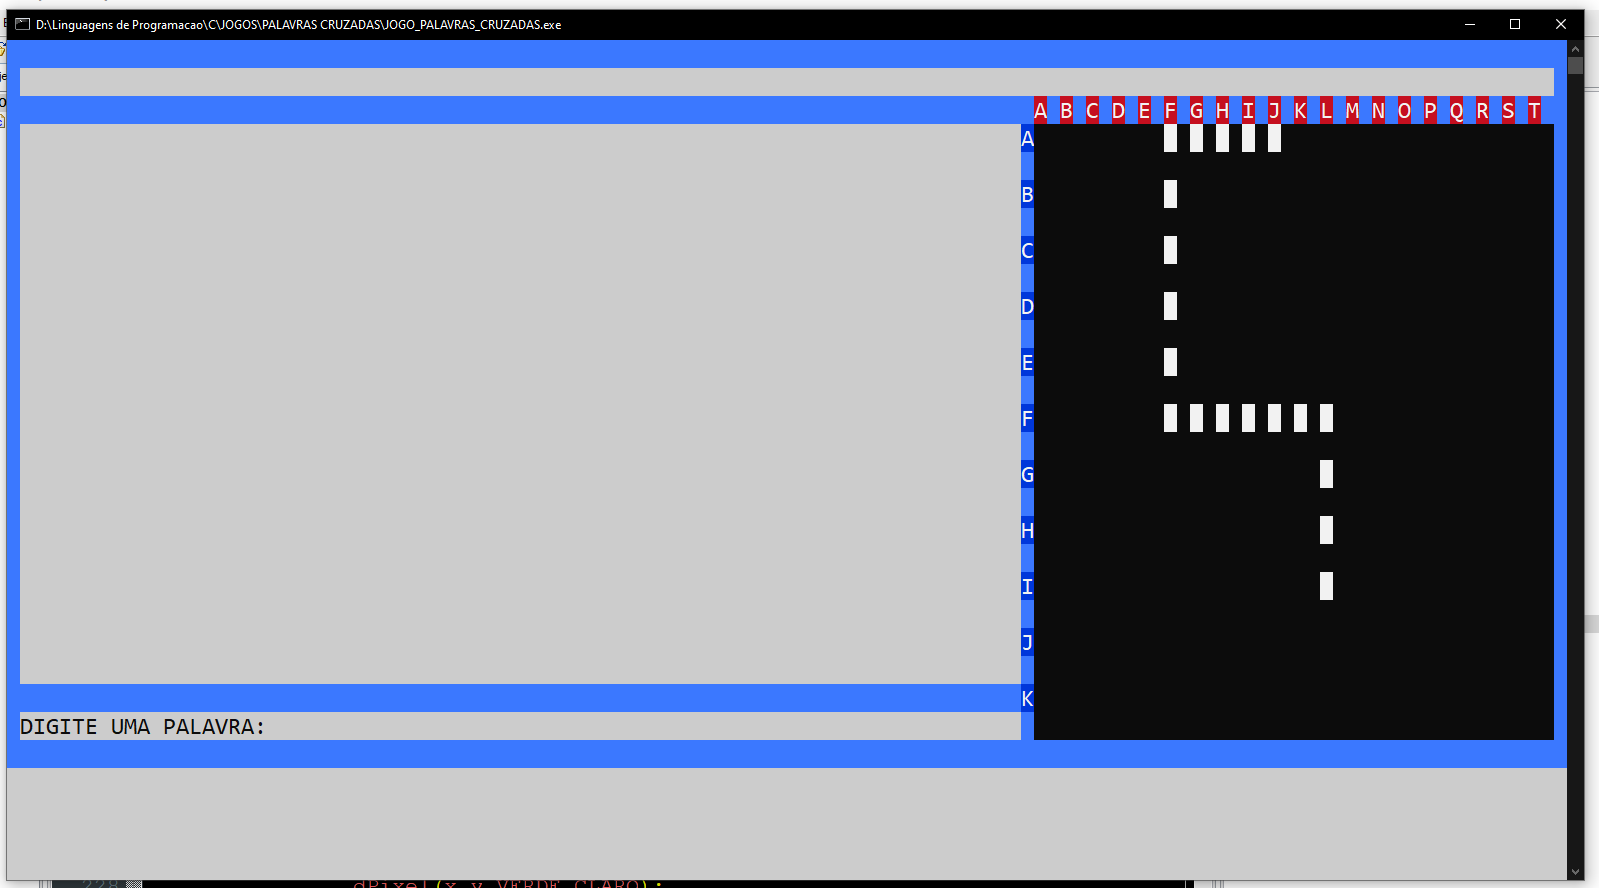 D:\Linguagens de Programacao\C\JOGOS\PALAVRAS CRUZADAS\JOGO_PALAVRAS_CRUZADAS.exe
A B C D E F G H I J K L M N O P Q R S T
A
B
C
D
E
F
G
H
I
J
K
DIGITE UMA PALAVRA:
228 dPixel(x,y,VERDE_CLARO);